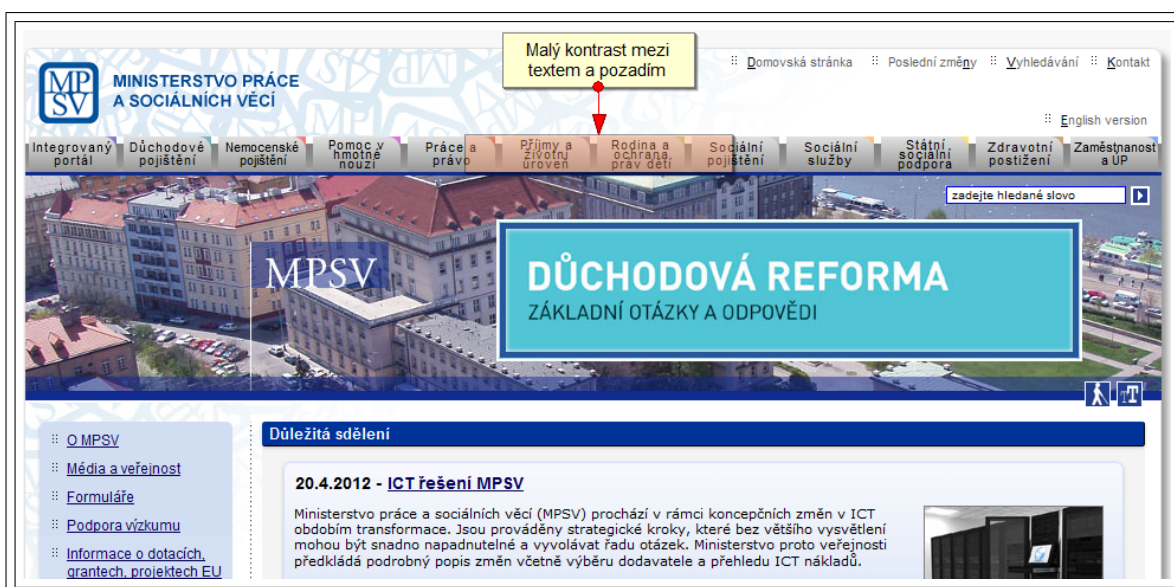 Malý kontrast mezi
textem a pozadím
MP
SV
MINISTERSTVO PRÁCE
A SOCIÁLNÍCH VĚCÍ
Domovská stránka Poslední změny Vyhledávání Kontakt
English version
Integrovaný portál
Důchodové pojištění
Nemocenské pojištění
Pomoc v hmotné nouzi
Práce a právo
Příjmy a životní úroveň
Rodina a ochrana práv dětí
Sociální pojištění
Sociální služby
Státní sociální podpora
Zdravotní postižení
Zaměstnanost a ÚP
zadejte hledané slovo
MPSV
DŮCHODOVÁ REFORMA
ZÁKLADNÍ OTÁZKY A ODPOVĚDI
TT
O MPSV
Média a veřejnost
Formuláře
Podpora výzkumu
Informace o dotacích,
grantech, projektech EU
Důležitá sdělení
20.4.2012 - ICT řešení MPSV
Ministerstvo práce a sociálních věcí (MPSV) prochází v rámci koncepčních změn v ICT
obdobím transformace. Jsou prováděny strategické kroky, které bez většího vysvětlení
mohou být snadno napadnutelné a vyvolávat řadu otázek. Ministerstvo proto veřejnosti
předkládá podrobný popis změn včetně výběru dodavatele a přehledu ICT nákladů.